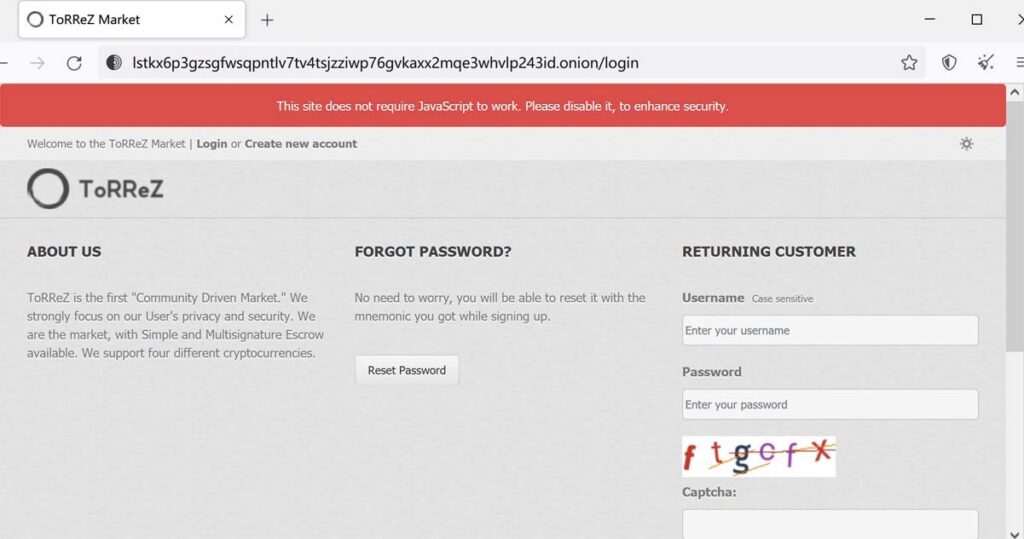 ToRReZ Market
lstkx6p3gzsgfwsqpntlv7tv4tsjzziwp76gvkaxx2mqe3whvlp243id.onion/login
This site does not require JavaScript to work. Please disable it, to enhance security.
Welcome to the ToRReZ Market | Login or Create new account
ToRReZ
ABOUT US
ToRReZ is the first "Community Driven Market." We
strongly focus on our User's privacy and security. We
are the market, with Simple and Multisignature Escrow
available. We support four different cryptocurrencies.
FORGOT PASSWORD?
No need to worry, you will be able to reset it with the
mnemonic you got while signing up.
Reset Password
RETURNING CUSTOMER
Username Case sensitive
Enter your username
Password
Enter your password
f t g c f x
Captcha: